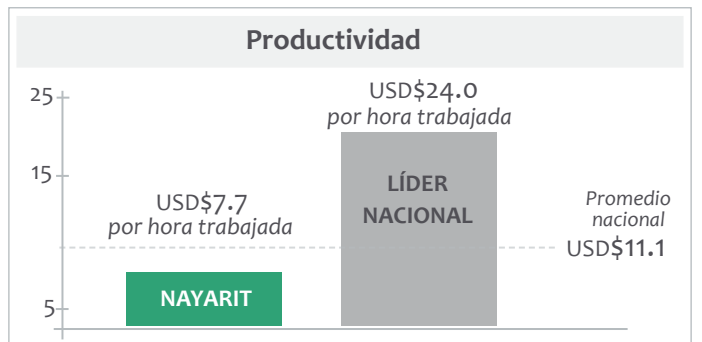 Productividad
25
USD$24.0
por hora trabajada
15
LÍDER
NACIONAL
USD$7.7
por hora trabajada
Promedio
nacional
USD$11.1
NAYARIT
5